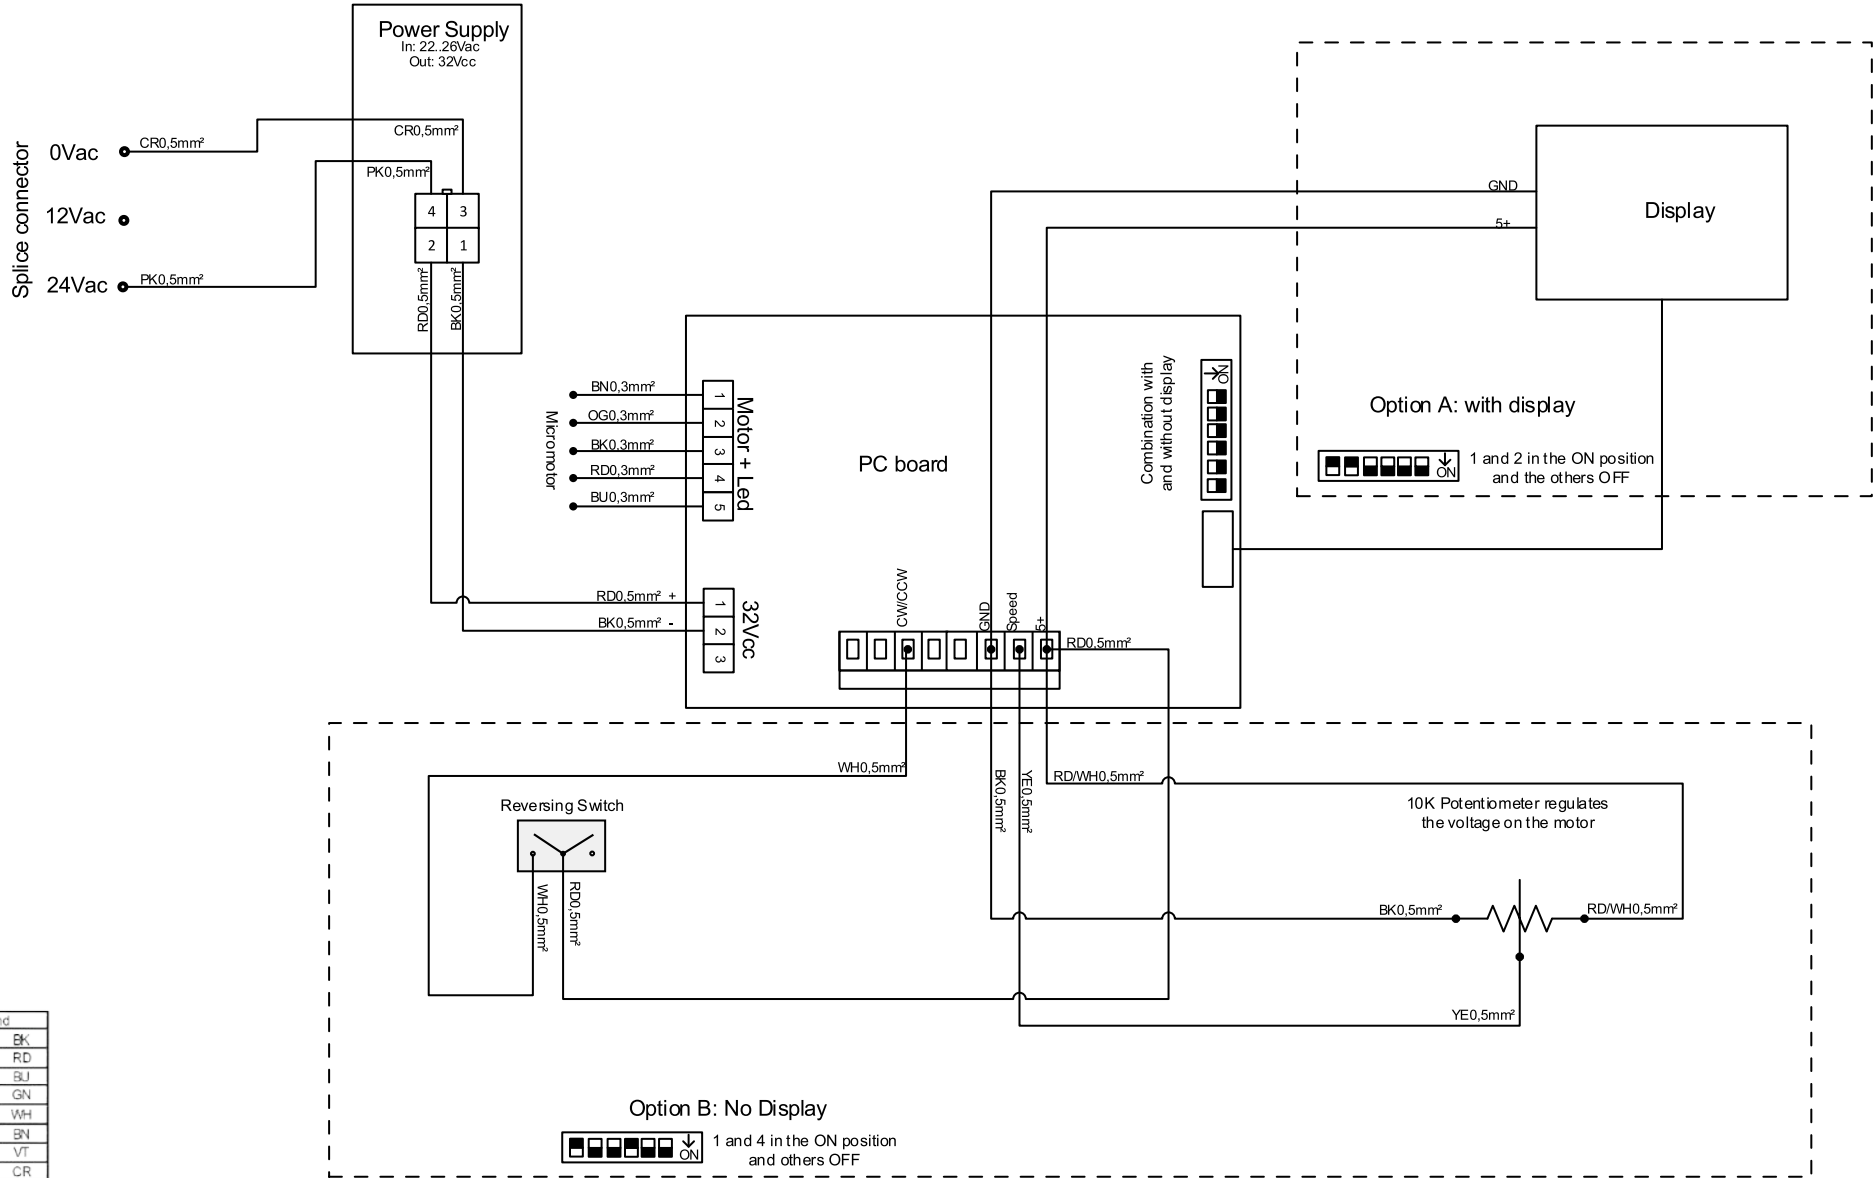 Power Supply
In: 22..26Vac
Out: 32Vcc
Splice connector
0Vac
CR0,5mm²
CR0,5mm²
PK0,5mm²
12Vac
24Vac
PK0,5mm²
4
3
2
1
RD0,5mm²
BK0,5mm²
GND
5+
Display
Option A: with display
ON
1 and 2 in the ON position
and the others OFF
Combination with
and without display
ON
PC board
Micromotor
BN0,3mm²
OG0,3mm²
BK0,3mm²
RD0,3mm²
BU0,3mm²
1
2
3
4
5
Motor + Led
RD0,5mm² +
BK0,5mm² -
1
2
3
32Vcc
CW/CCW
GND
Speed
5+
RD0,5mm²
WH0,5mm²
BK0,5mm²
YE0,5mm²
RD/WH0,5mm²
Reversing Switch
WH0,5mm²
RD0,5mm²
10K Potentiometer regulates
the voltage on the motor
BK0,5mm²
RD/WH0,5mm²
YE0,5mm²
Option B: No Display
ON
1 and 4 in the ON position
and others OFF
BK
RD
BU
GN
WH
BN
VT
CR